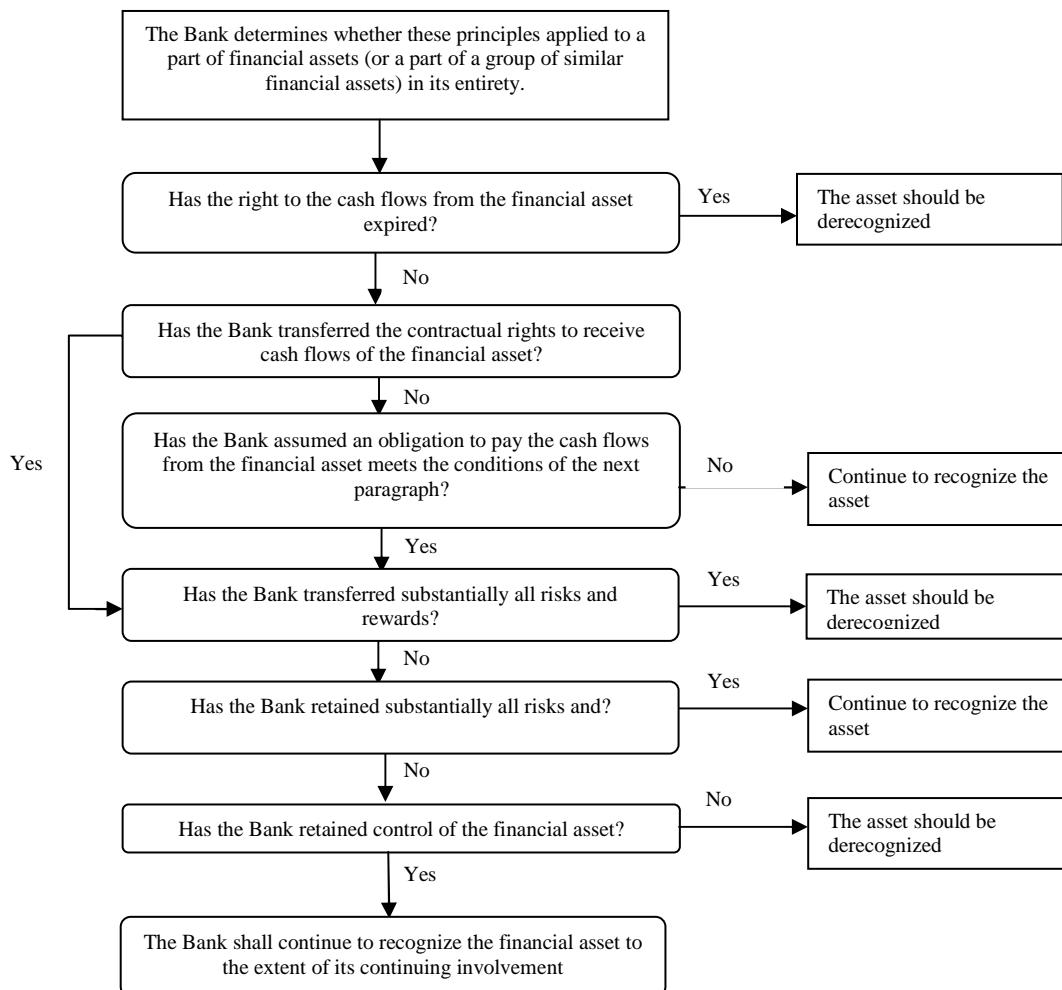 The Bank determines whether these principles applied to a
part of financial assets (or a part of a group of similar
financial assets) in its entirety.
Has the right to the cash flows from the financial asset
expired?
Yes
The asset should be
derecognized
No
Has the Bank transferred the contractual rights to receive
cash flows of the financial asset?
No
Yes
Has the Bank assumed an obligation to pay the cash flows
from the financial asset meets the conditions of the next
paragraph?
No
Continue to recognize the
asset
Yes
Has the Bank transferred substantially all risks and
rewards?
Yes
The asset should be
derecognized
No
Has the Bank retained substantially all risks and?
Yes
Continue to recognize the
asset
No
Has the Bank retained control of the financial asset?
No
The asset should be
derecognized
Yes
The Bank shall continue to recognize the financial asset to
the extent of its continuing involvement